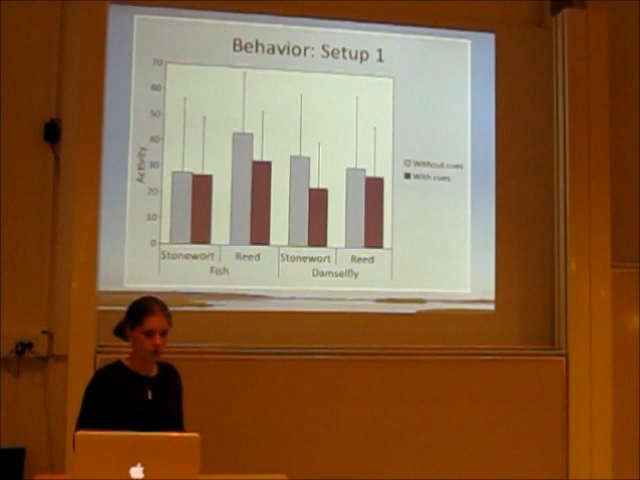 Behavior: Setup 1
70
60
50
40
30
20
10
0
Activity
Without cues
With cues
Stonewort Reed Stonewort Reed
Fish Damselfly